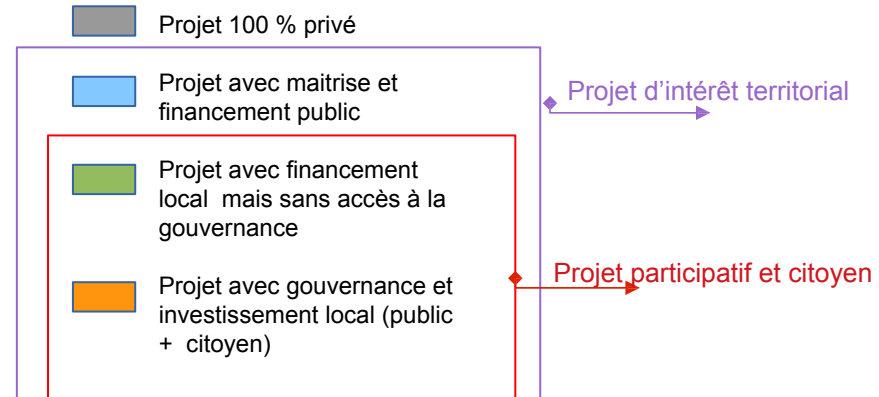 Projet 100 % privé
Projet avec maitrise et
financement public
Projet d'intérêt territorial
Projet avec financement
local mais sans accès à la
gouvernance
Projet avec gouvernance et
investissement local (public
+ citoyen)
Projet participatif et citoyen